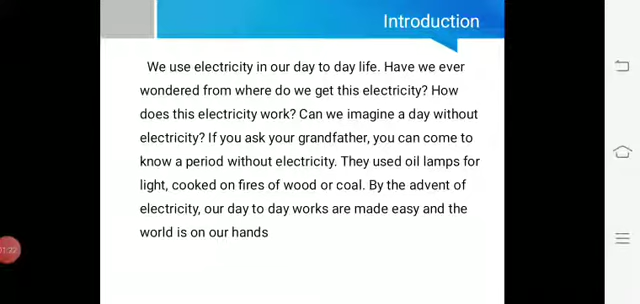 Introduction
We use electricity in our day to day life. Have we ever
wondered from where do we get this electricity? How
does this electricity work? Can we imagine a day without
electricity? If you ask your grandfather, you can come to
know a period without electricity. They used oil lamps for
light, cooked on fires of wood or coal. By the advent of
electricity, our day to day works are made easy and the
world is on our hands